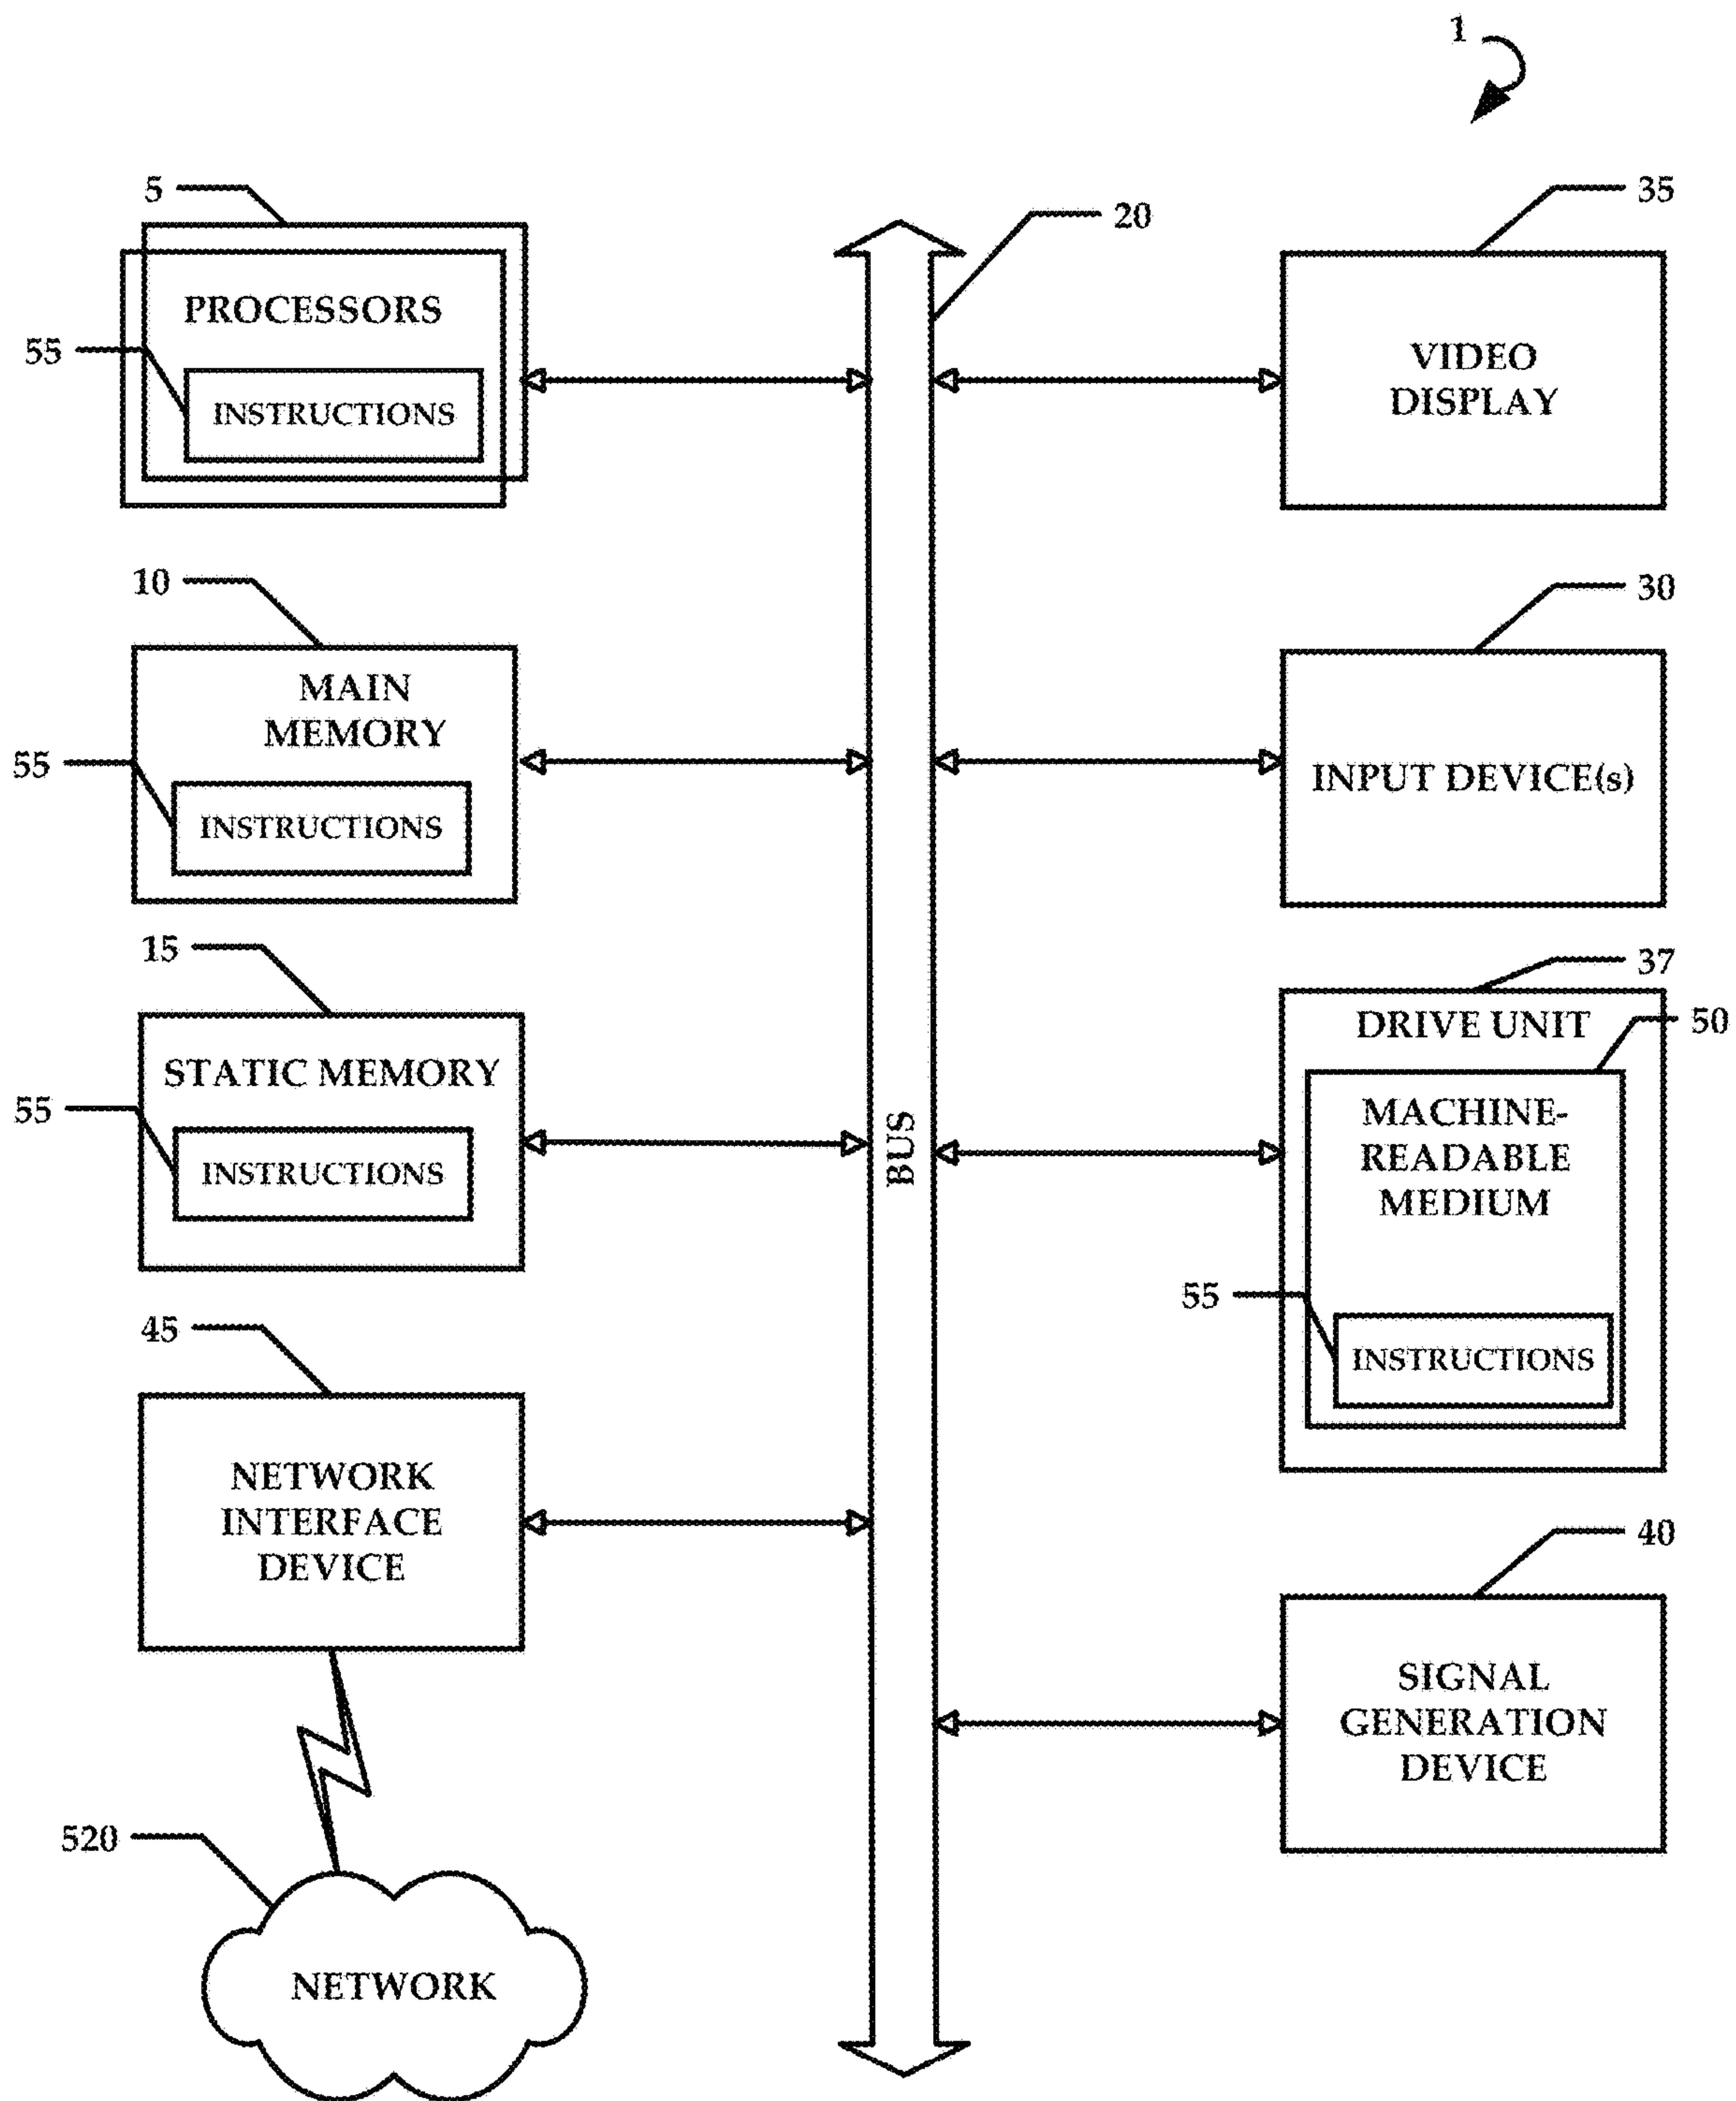 1
5
PROCESSORS
55
INSTRUCTIONS
20
35
VIDEO
DISPLAY
10
MAIN
MEMORY
55
INSTRUCTIONS
30
INPUT DEVICE(s)
15
STATIC MEMORY
55
INSTRUCTIONS
BUS
37
DRIVE UNIT
50
MACHINE-
READABLE
MEDIUM
55
INSTRUCTIONS
45
NETWORK
INTERFACE
DEVICE
40
SIGNAL
GENERATION
DEVICE
520
NETWORK